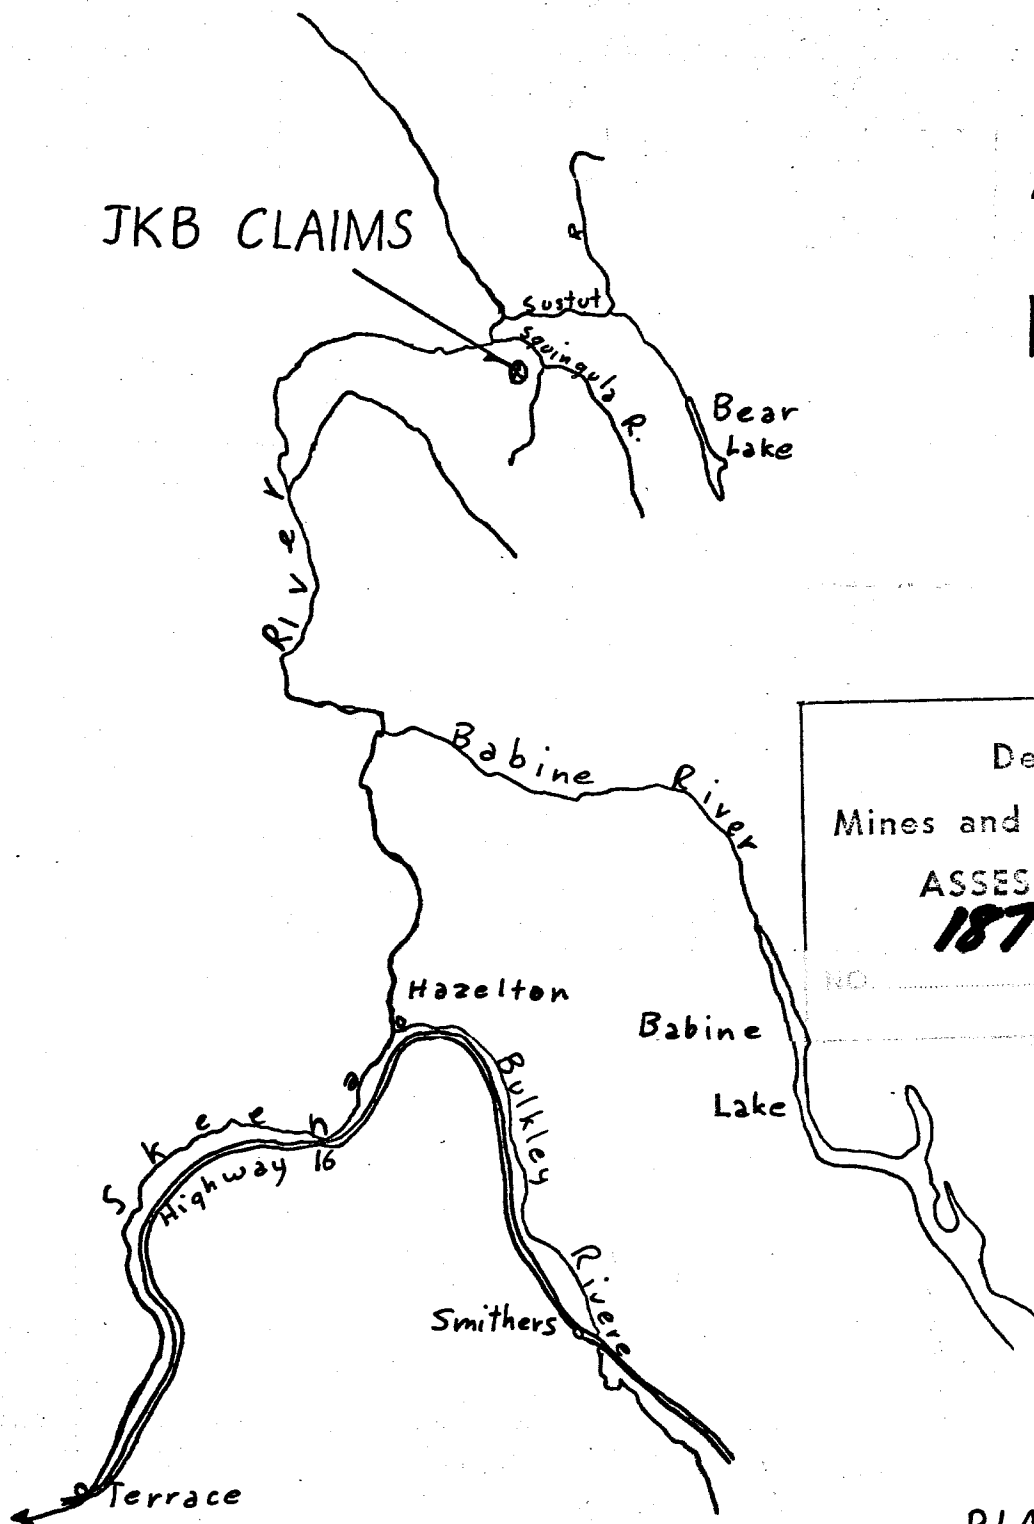 JKB CLAIMS
R
Sustut
Squingula R.
Bear
Lake
River
Babine River
De
Mines and
ASSES
187
NO.
Hazelton
Babine
Lake
Skeena
Highway 16
Bulkley
Rivere
Smithers
Terrace